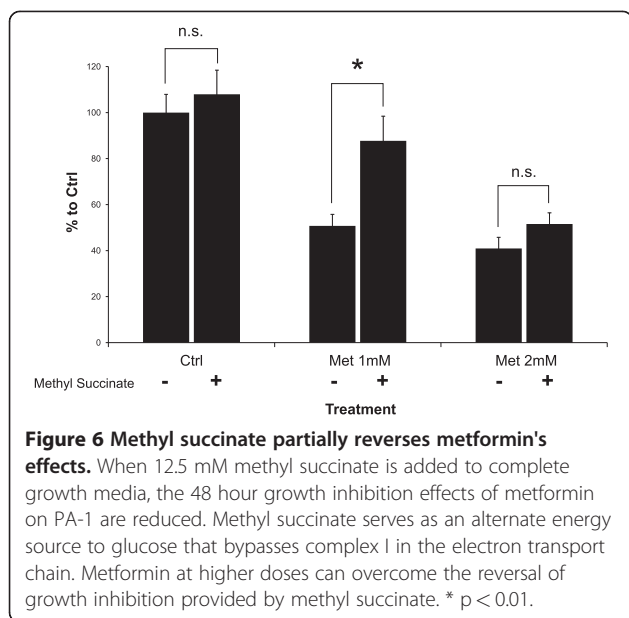 n.s.
*
n.s.
120
100
80
60
40
20
0
% to Ctrl
Ctrl Met 1mM Met 2mM
Methyl Succinate - + - + - +
Treatment
Figure 6 Methyl succinate partially reverses metformin's
effects. When 12.5 mM methyl succinate is added to complete
growth media, the 48 hour growth inhibition effects of metformin
on PA-1 are reduced. Methyl succinate serves as an alternate energy
source to glucose that bypasses complex I in the electron transport
chain. Metformin at higher doses can overcome the reversal of
growth inhibition provided by methyl succinate. * p < 0.01.